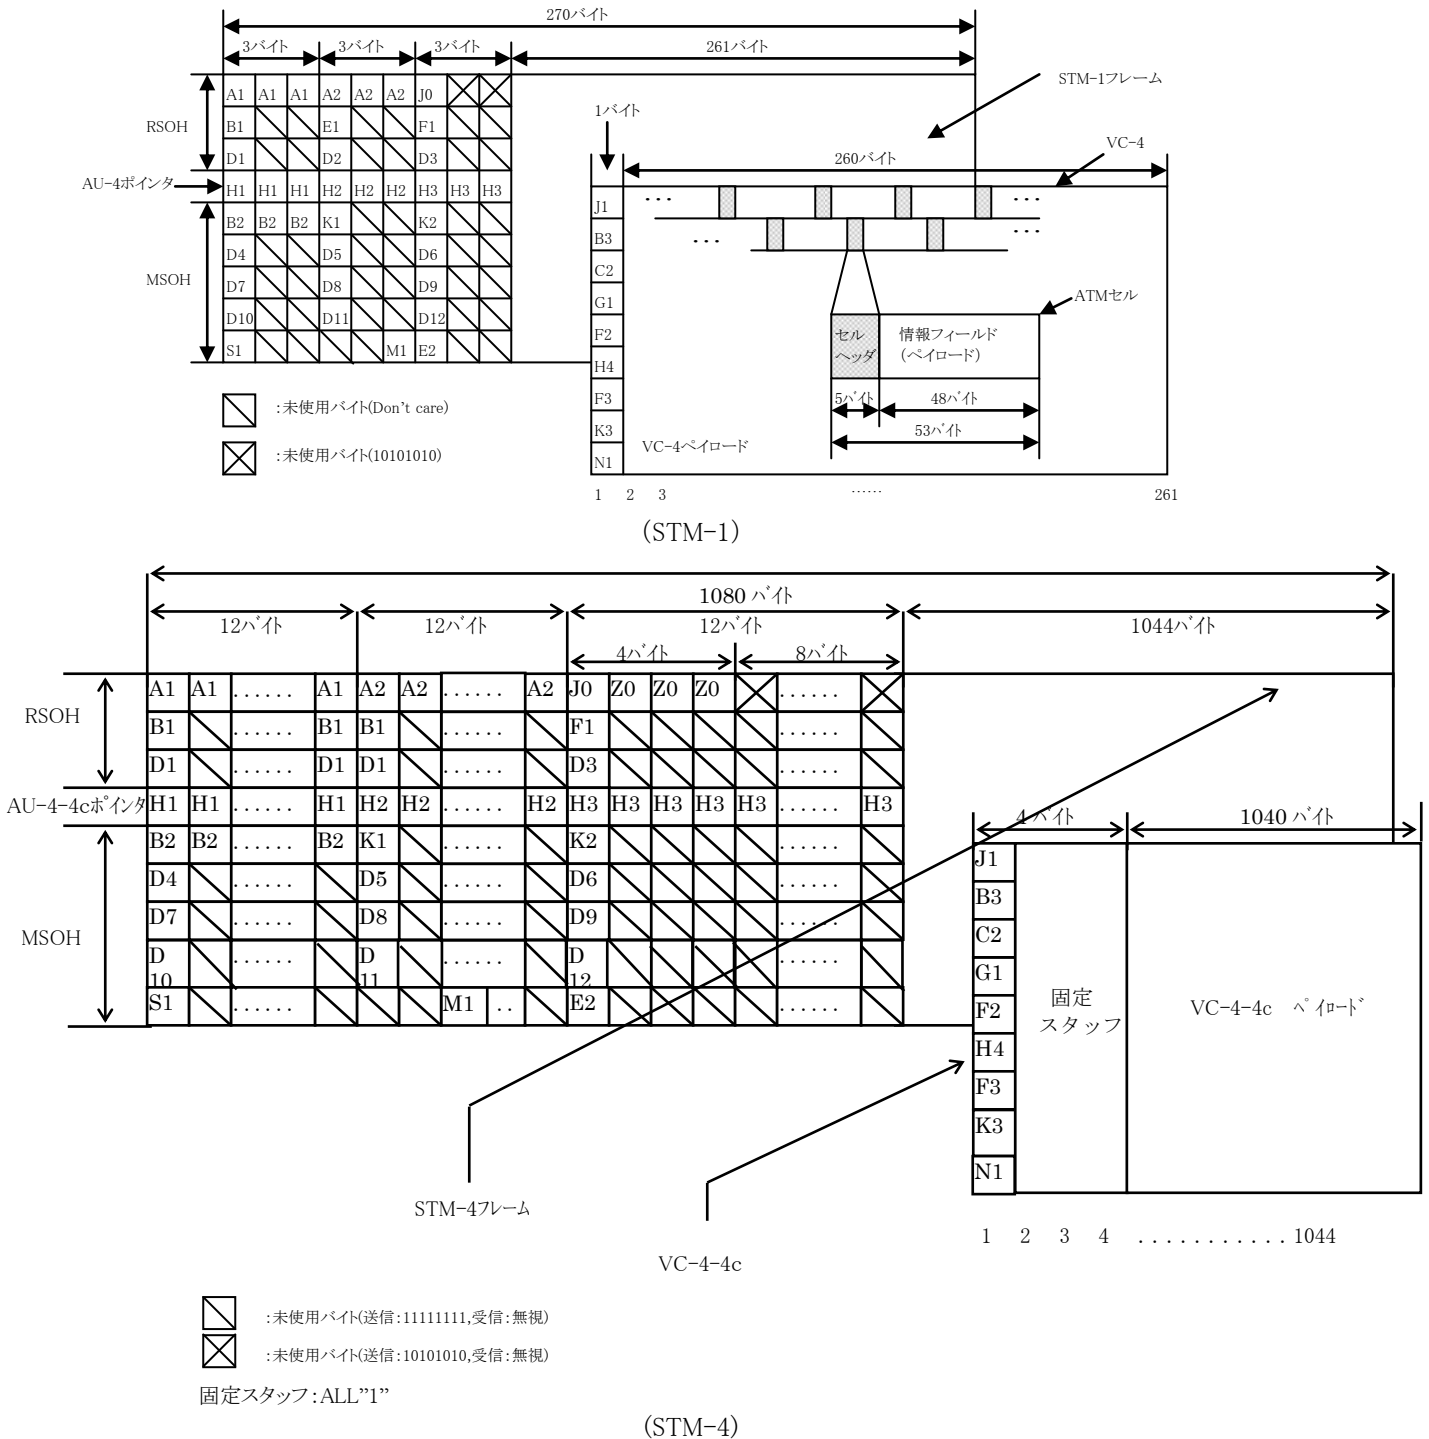 270バイト
3バイト 3バイト 3バイト 261バイト
STM-1フレーム
A1 A1 A1 A2 A2 A2 J0
1バイト
RSOH
B1 E1 F1
VC-4
D1 D2 D3
260バイト
AU-4ポインタ
H1 H1 H1 H2 H2 H2 H3 H3 H3
J1 ... ...
B2 B2 B2 K1 K2
B3 ... ...
D4 D5 D6
C2
MSOH
D7 D8 D9
G1
ATMセル
D10 D11 D12
F2
セル
ヘッダ
情報フィールド
(ペイロード)
S1 M1 E2
H4
F3
5バイト 48バイト
:未使用バイト(Don't care)
K3
53バイト
VC-4ペイロード
:未使用バイト(10101010)
N1
1 2 3 ...... 261
(STM-1)
1080 バイト
12バイト 12バイト 12バイト 1044バイト
4バイト 8バイト
A1 A1 ...... A1 A2 A2 ...... A2 J0 Z0 Z0 Z0 ......
RSOH
B1 ...... B1 B1 ...... F1 ......
D1 ...... D1 D1 ...... D3 ......
AU-4-4cポインタ
H1 H1 ...... H1 H2 H2 ...... H2 H3 H3 H3 H3 H3 ...... H3
4バイト 1040 バイト
B2 B2 ...... B2 K1 ...... K2 ......
D4 ...... D5 ...... D6 ......
MSOH
D7 ...... D8 ...... D9 ......
D
10 ...... D
11 ...... D
12 ......
S1 ...... M1 .. E2 ......
J1
B3
C2
G1
F2
H4
F3
K3
N1
固定
スタッフ
VC-4-4c ペイロード
STM-4フレーム
1 2 3 4 ........... 1044
VC-4-4c
:未使用バイト(送信:11111111,受信:無視)
:未使用バイト(送信:10101010,受信:無視)
固定スタッフ:ALL”1”
(STM-4)